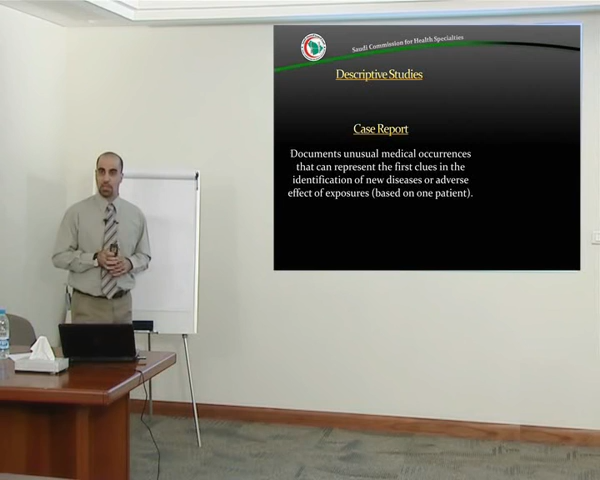 Saudi Commission for Health Specialties
Descriptive Studies
Case Report
Documents unusual medical occurrences
that can represent the first clues in the
identification of new diseases or adverse
effect of exposures (based on one patient).